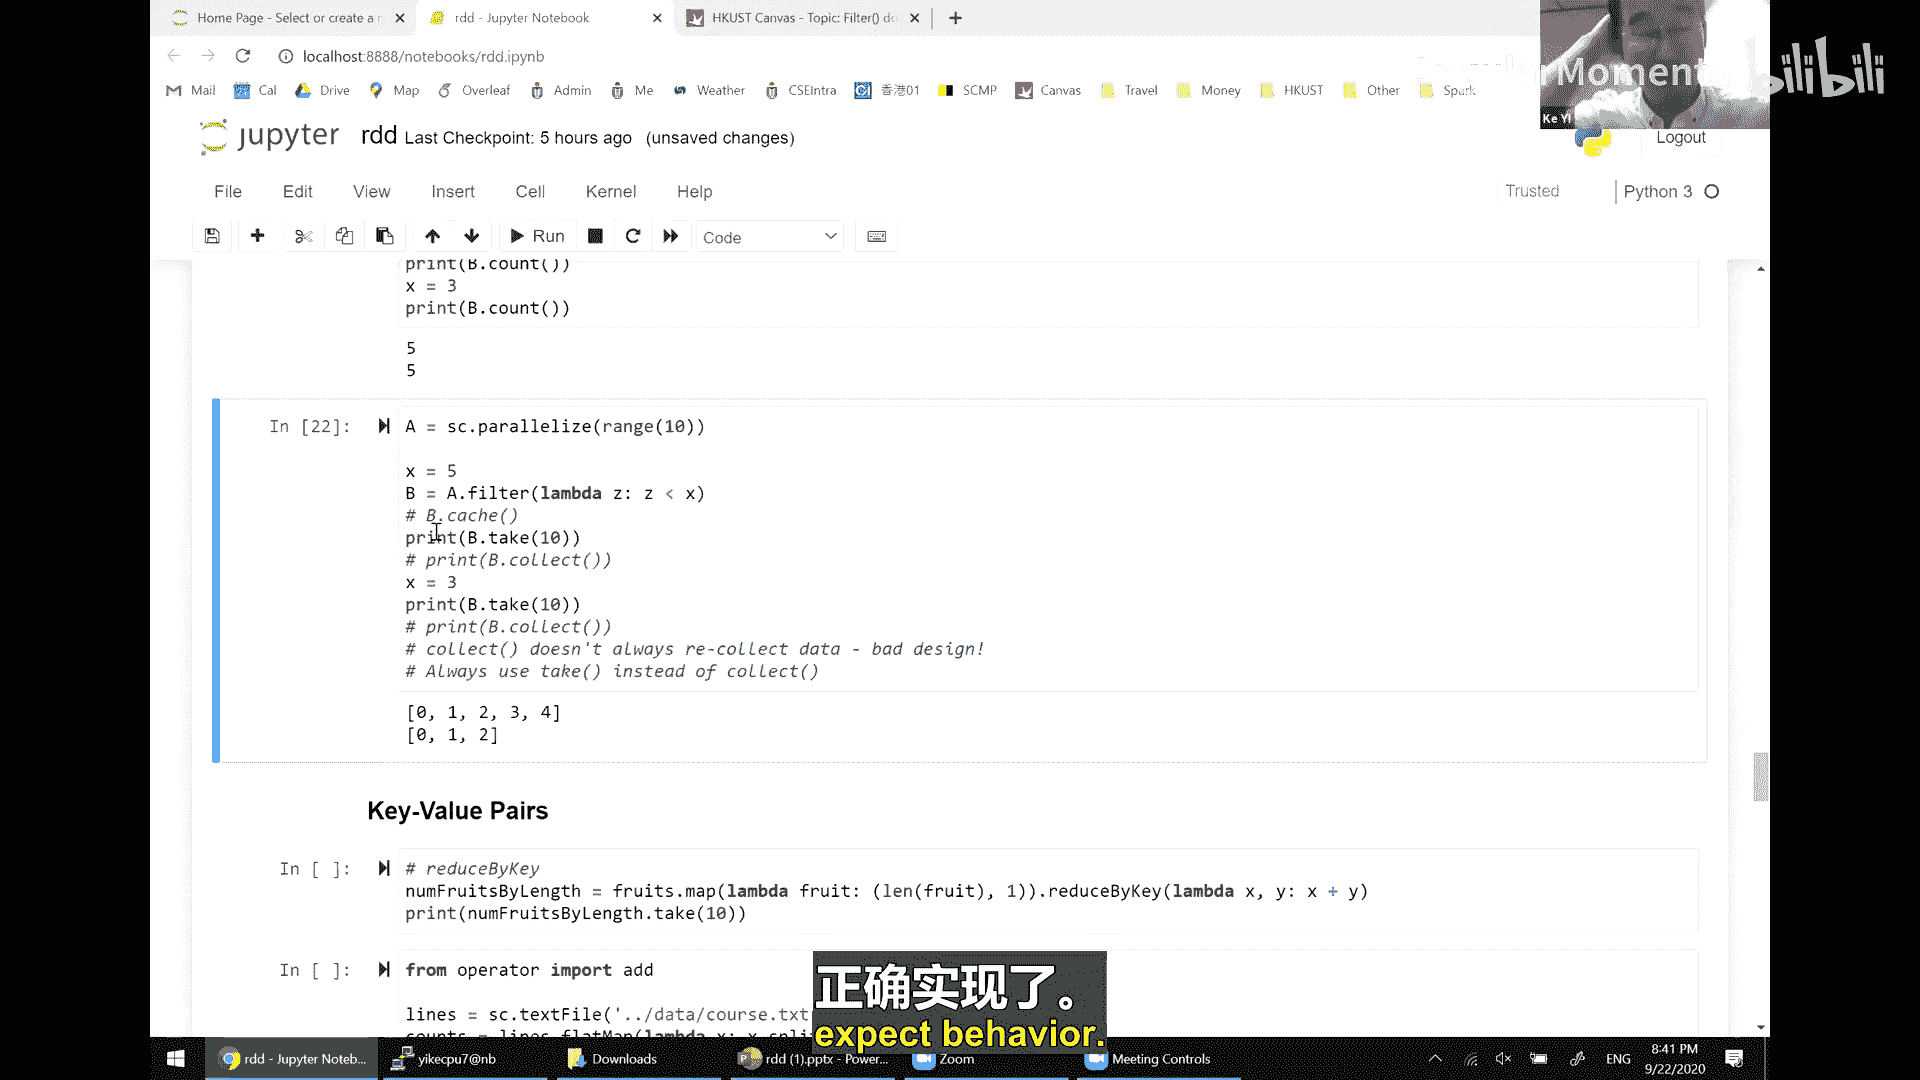 Home Page - Select or create a n
rdd - Jupyter Notebook
HKUST Canvas - Topic: Filter() do
localhost:8888/notebooks/rdd.ipynb
Mail
Cal
Drive
Map
Overleaf
Admin
Me
Weather
CSEIntra
香港01
SCMP
Canvas
Travel
Money
HKUST
Other
Spark
Moment
bilibili
Ke Yi
jupyter
rdd Last Checkpoint: 5 hours ago (unsaved changes)
Logout
File
Edit
View
Insert
Cell
Kernel
Help
Trusted
Python 3
Run
Code
print(B.count())
x = 3
print(B.count())
5
5
In [22]:
A = sc.parallelize(range(10))
x = 5
B = A.filter(lambda z: z < x)
# B.cache()
print(B.take(10))
# print(B.collect())
x = 3
print(B.take(10))
# print(B.collect())
# collect() doesn't always re-collect data - bad design!
# Always use take() instead of collect()
[0, 1, 2, 3, 4]
[0, 1, 2]
Key-Value Pairs
In [ ]:
# reduceByKey
numFruitsByLength = fruits.map(lambda fruit: (len(fruit), 1)).reduceByKey(lambda x, y: x + y)
print(numFruitsByLength.take(10))
In [ ]:
from operator import add
lines = sc.textFile('../data/course.txt
counts = lines.flatMap(lambda x: x.spli
正确实现了。
expect behavior.
rdd - Jupyter Noteb...
yikecpu7@nb
Downloads
rdd (1).pptx - Power...
Zoom
Meeting Controls
ENG
8:41 PM
9/22/2020